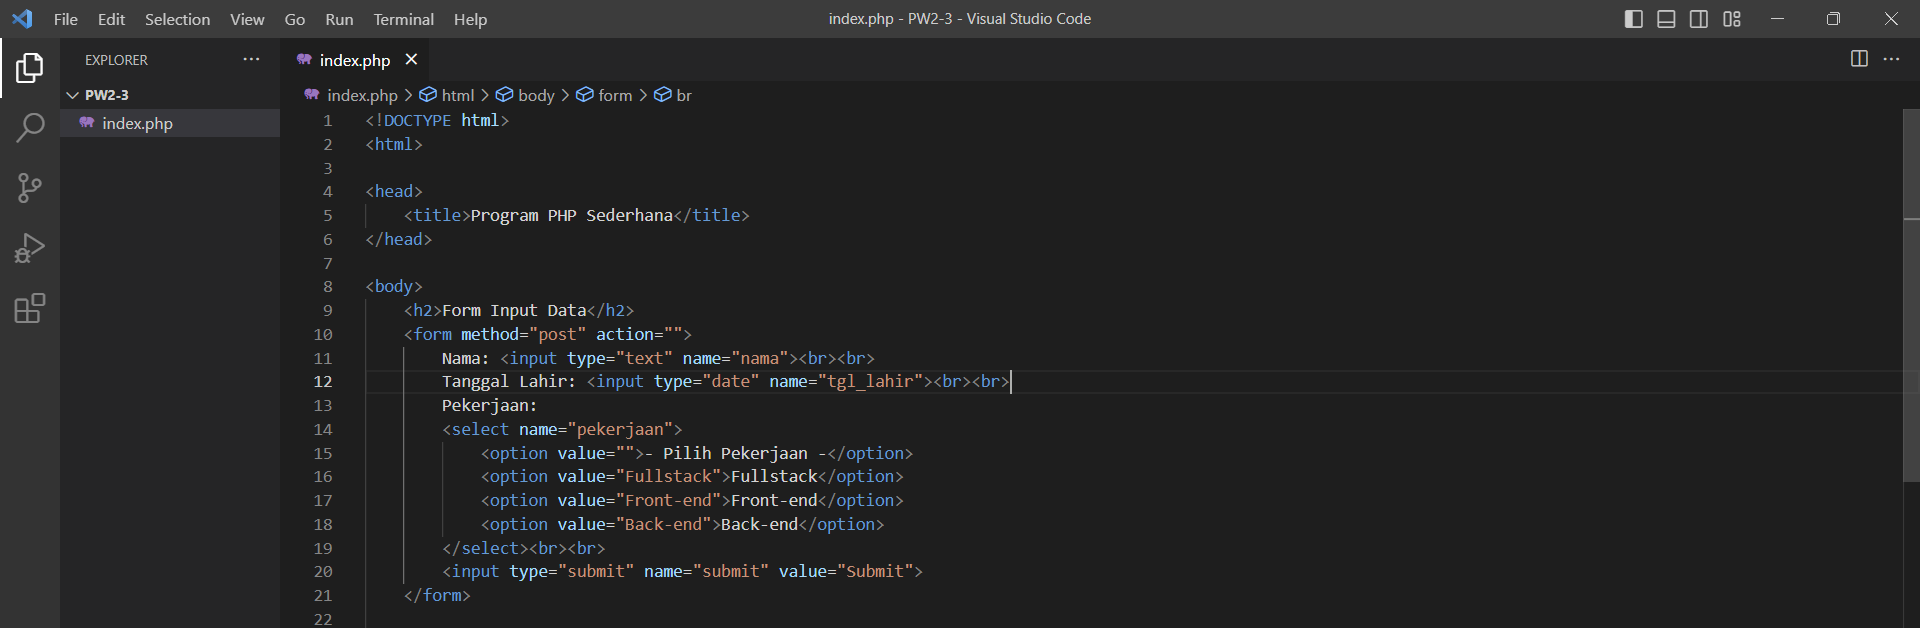 File Edit Selection View Go Run Terminal Help index.php - PW2-3 - Visual Studio Code
EXPLORER
PW2-3
index.php
index.php
index.php > html > body > form > br
1 <!DOCTYPE html>
2 <html>
3
4 <head>
5 <title>Program PHP Sederhana</title>
6 </head>
7
8 <body>
9 <h2>Form Input Data</h2>
10 <form method="post" action="">
11 Nama: <input type="text" name="nama"><br><br>
12 Tanggal Lahir: <input type="date" name="tgl_lahir"><br><br>
13 Pekerjaan:
14 <select name="pekerjaan">
15 <option value="">- Pilih Pekerjaan -</option>
16 <option value="Fullstack">Fullstack</option>
17 <option value="Front-end">Front-end</option>
18 <option value="Back-end">Back-end</option>
19 </select><br><br>
20 <input type="submit" name="submit" value="Submit">
21 </form>
22